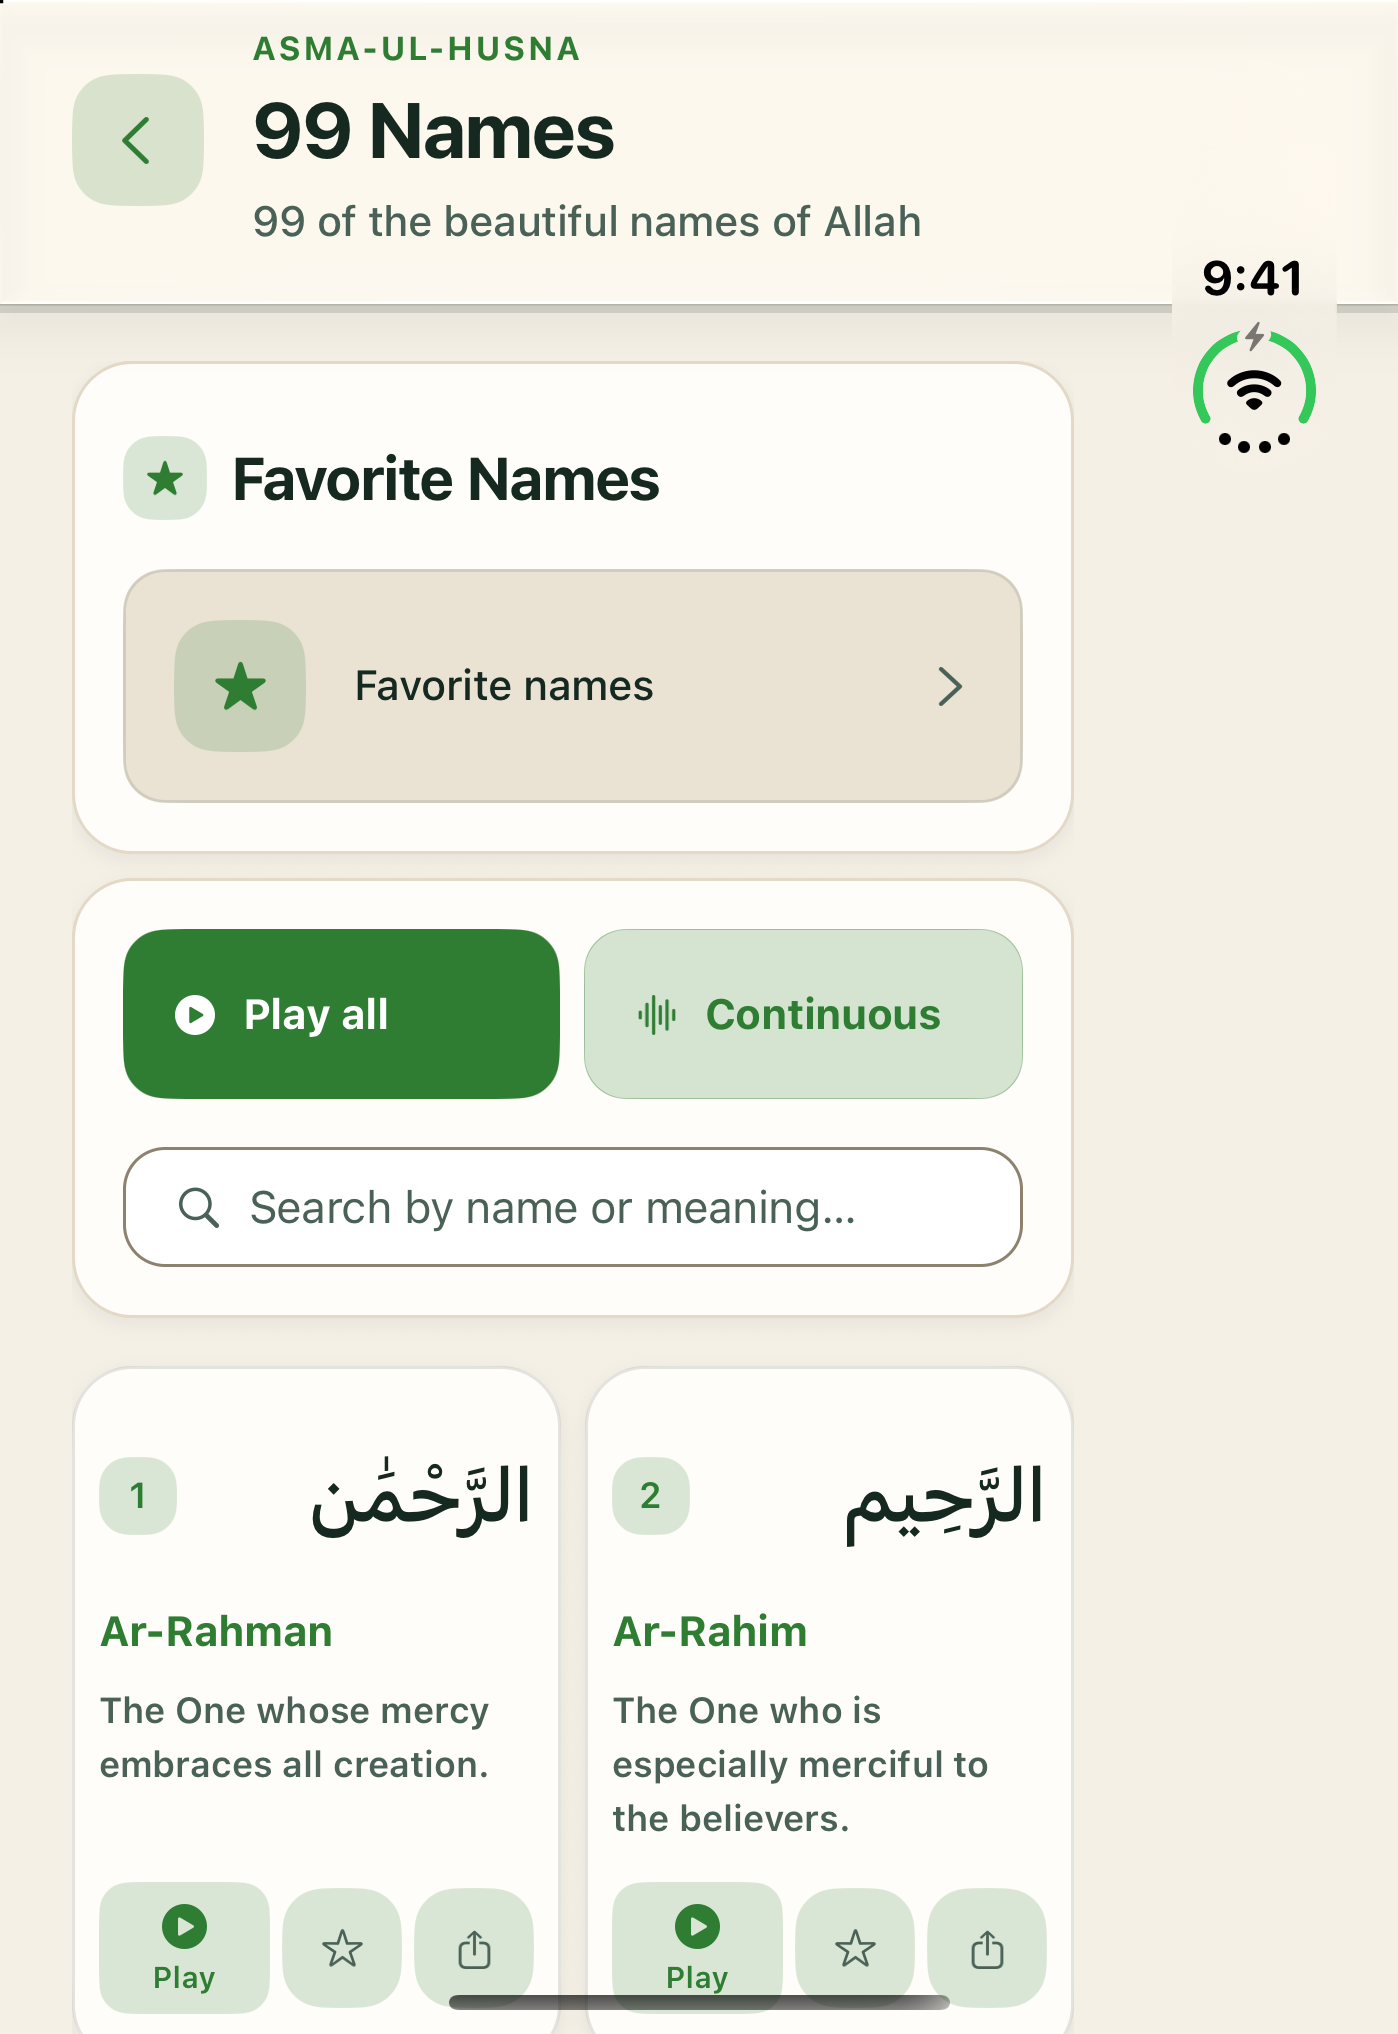 ASMA-UL-HUSNA
99 Names
99 of the beautiful names of Allah
9:41
Favorite Names
Favorite names
Play all
Continuous
Search by name or meaning...
1
الرَّحْمَٰن
Ar-Rahman
The One whose mercy
embraces all creation.
Play
2
الرَّحِيم
Ar-Rahim
The One who is
especially merciful to
the believers.
Play